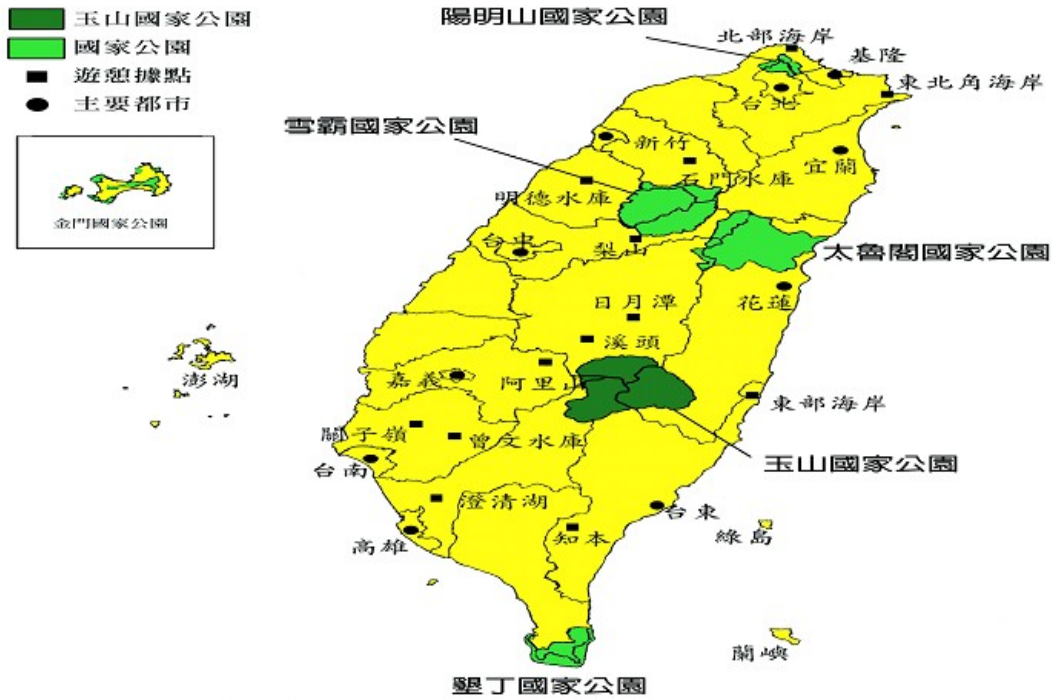 玉山國家公園
國家公園
遊憩據點
主要都市
金門國家公園
陽明山國家公園
北部海岸
基隆
東北角海岸
台北
雪霸國家公園
新竹
石門水庫
宜蘭
明德水庫
台中
梨山
太魯閣國家公園
花蓮
日月潭
溪頭
澎湖
嘉義
阿里山
東部海岸
關子嶺
曾文水庫
台南
玉山國家公園
澄清湖
台東
高雄
知本
綠島
蘭嶼
墾丁國家公園